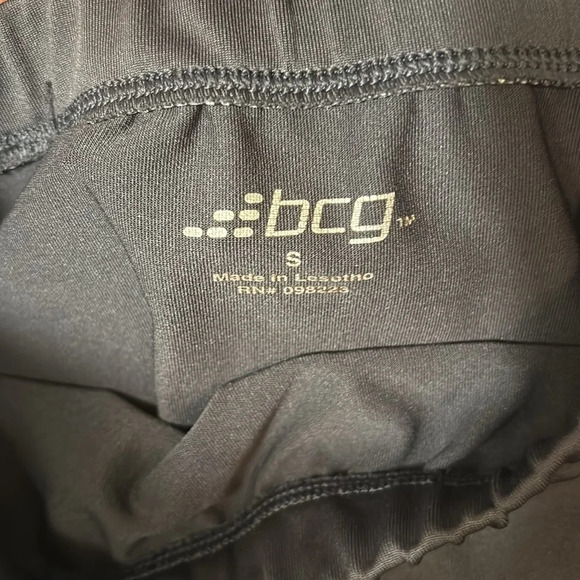 bcg™
S
Made in Lesotho
RN# 098223